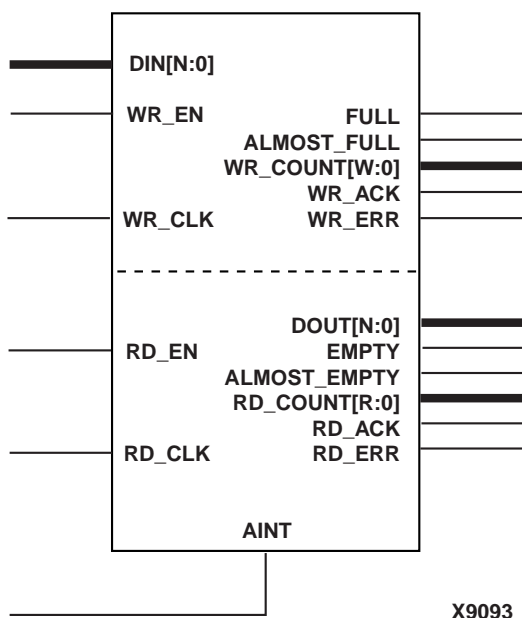 DIN[N:0]
WR_EN
FULL
ALMOST_FULL
WR_COUNT[W:0]
WR_ACK
WR_CLK
WR_ERR
DOUT[N:0]
RD_EN
EMPTY
ALMOST_EMPTY
RD_COUNT[R:0]
RD_ACK
RD_CLK
RD_ERR
AINT
X9093